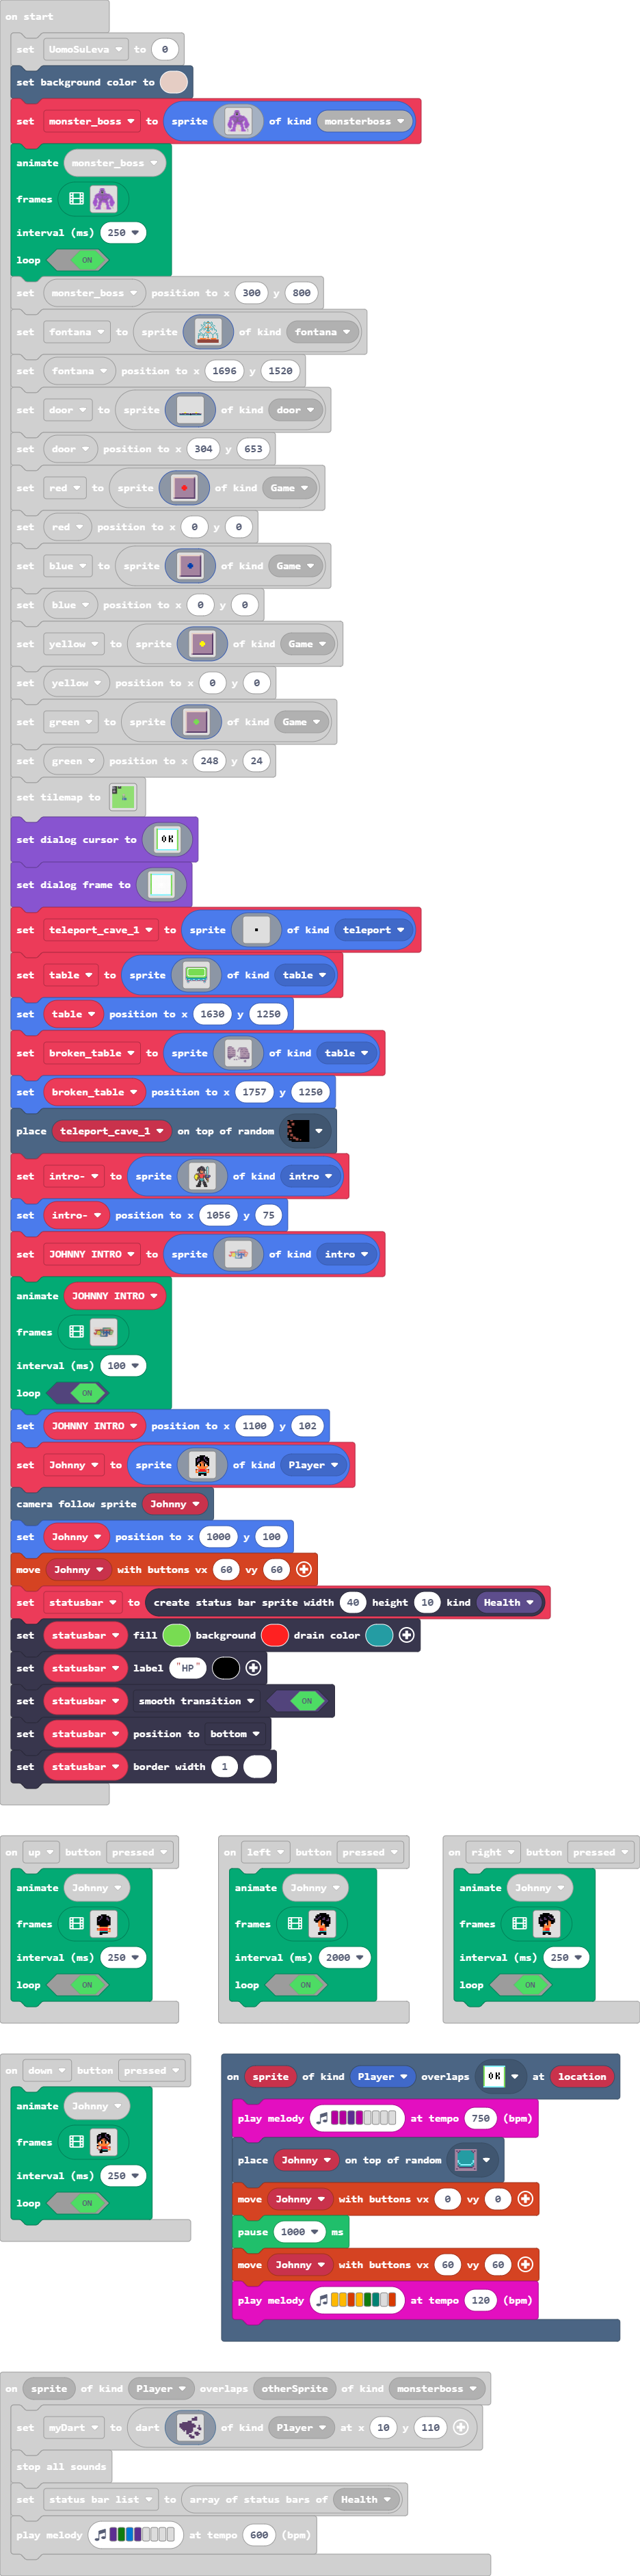 on start
set UomoSuLeva to 0
set background color to
set monster_boss to sprite of kind monsterboss
animate monster_boss
frames
interval (ms) 250
loop ON
set monster_boss position to x 300 y 800
set fontana to sprite of kind fontana
set fontana position to x 1696 y 1520
set door to sprite of kind door
set door position to x 304 y 653
set red to sprite of kind Game
set red position to x 0 y 0
set blue to sprite of kind Game
set blue position to x 0 y 0
set yellow to sprite of kind Game
set yellow position to x 0 y 0
set green to sprite of kind Game
set green position to x 248 y 24
set tilemap to
set dialog cursor to OK
set dialog frame to
set teleport_cave_1 to sprite of kind teleport
set table to sprite of kind table
set table position to x 1630 y 1250
set broken_table to sprite of kind table
set broken_table position to x 1757 y 1250
place teleport_cave_1 on top of random
set intro- to sprite of kind intro
set intro- position to x 1056 y 75
set JOHNNY INTRO to sprite of kind intro
animate JOHNNY INTRO
frames
interval (ms) 100
loop ON
set JOHNNY INTRO position to x 1100 y 102
set Johnny to sprite of kind Player
camera follow sprite Johnny
set Johnny position to x 1000 y 100
move Johnny with buttons vx 60 vy 60
set statusbar to create status bar sprite width 40 height 10 kind Health
set statusbar fill background drain color
set statusbar label "HP"
set statusbar smooth transition ON
set statusbar position to bottom
set statusbar border width 1
on up button pressed
animate Johnny
frames
interval (ms) 250
loop ON
on left button pressed
animate Johnny
frames
interval (ms) 2000
loop ON
on right button pressed
animate Johnny
frames
interval (ms) 250
loop ON
on down button pressed
animate Johnny
frames
interval (ms) 250
loop ON
on sprite of kind Player overlaps OK at location
play melody at tempo 750 (bpm)
place Johnny on top of random
move Johnny with buttons vx 0 vy 0
pause 1000 ms
move Johnny with buttons vx 60 vy 60
play melody at tempo 120 (bpm)
on sprite of kind Player overlaps otherSprite of kind monsterboss
set myDart to dart of kind Player at x 10 y 110
stop all sounds
set status bar list to array of status bars of Health
play melody at tempo 600 (bpm)